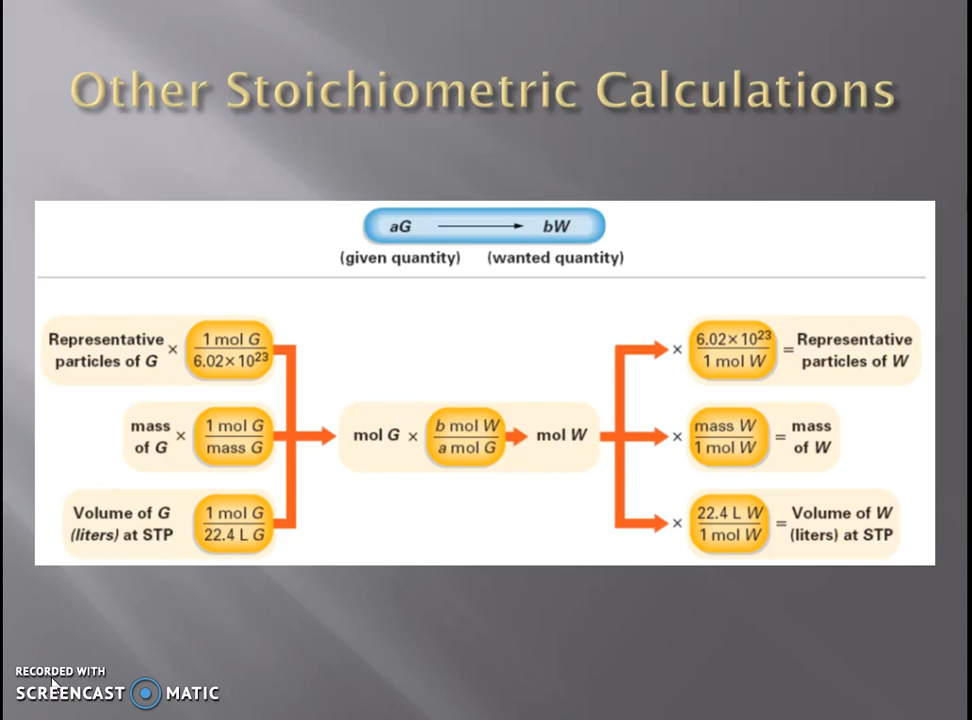 Other Stoichiometric Calculations
aG → bW
(given quantity) (wanted quantity)
Representative particles of G × 1 mol G / 6.02 × 10²³
mass of G × 1 mol G / mass G
Volume of G (liters) at STP 1 mol G / 22.4 L G
mol G × b mol W / a mol G → mol W
× 6.02 × 10²³ / 1 mol W = Representative particles of W
× mass W / 1 mol W = mass of W
× 22.4 L W / 1 mol W = Volume of W (liters) at STP
RECORDED WITH
SCREENCAST MATIC